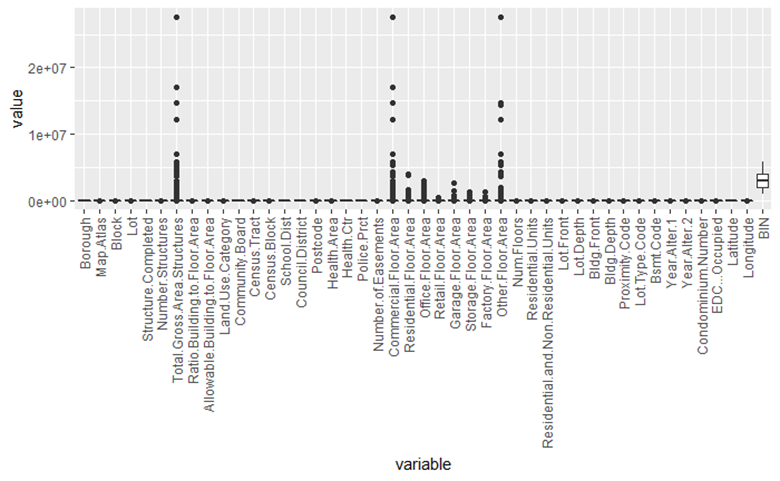 value
2e+07
1e+07
0e+00
Borough
Map.Atlas
Block
Lot
Structure.Completed
Number.Structures
Total.Gross.Area.Structures
Ratio.Building.to.Floor.Area
Allowable.Building.to.Floor.Area
Land.Use.Category
Community.Board
Census.Tract
Census.Block
School.Dist
Council.District
Postcode
Health.Area
Health.Ctr
Police.Prct
Number.of.Easements
Commercial.Floor.Area
Residential.Floor.Area
Office.Floor.Area
Retail.Floor.Area
Garage.Floor.Area
Storage.Floor.Area
Factory.Floor.Area
Other.Floor.Area
Num.Floors
Residential.Units
Residential.and.Non.Residential.Units
Lot.Front
Lot.Depth
Bldg.Front
Bldg.Depth
Proximity.Code
Lot.Type.Code
Bsmt.Code
Year.Alter.1
Year.Alter.2
Condominium.Number
EDC...Occupied
Latitude
Longitude
BIN
variable